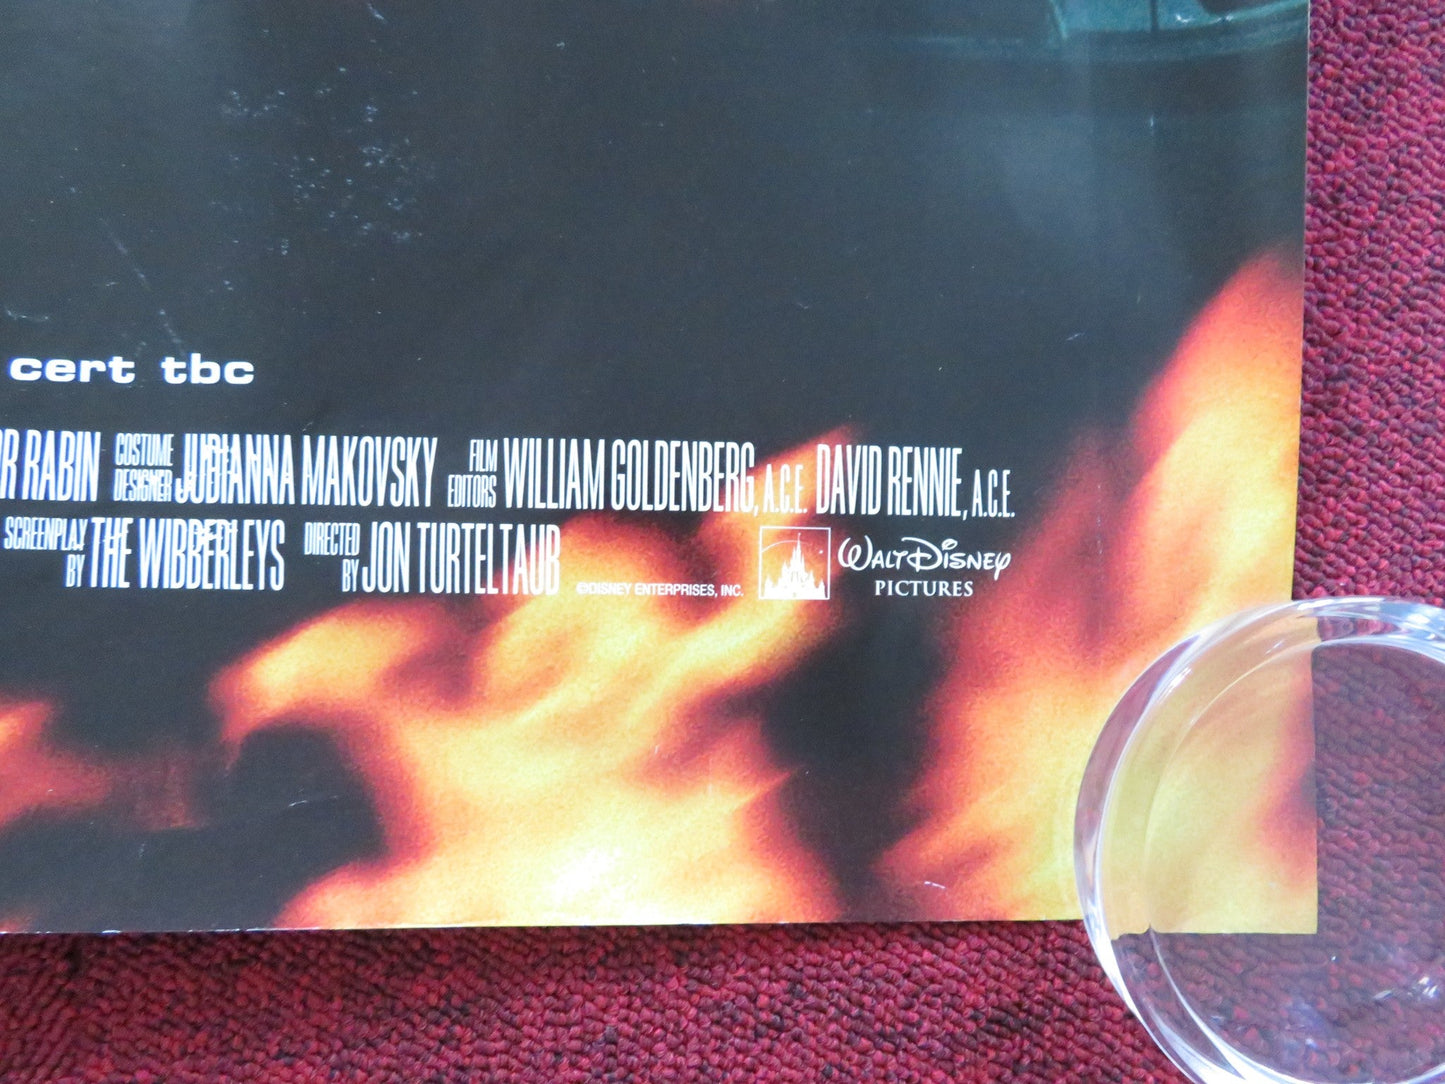 cert tbc
OR RABIN COSTUME DESIGNER JUDIANNA MAKOVSKY FILM EDITORS WILLIAM GOLDENBERG, A.C.E. DAVID RENNIE, A.C.E.
SCREENPLAY BY THE WIBBERLEYS DIRECTED BY JON TURTELTAUB ©DISNEY ENTERPRISES, INC. WALT DISNEY PICTURES